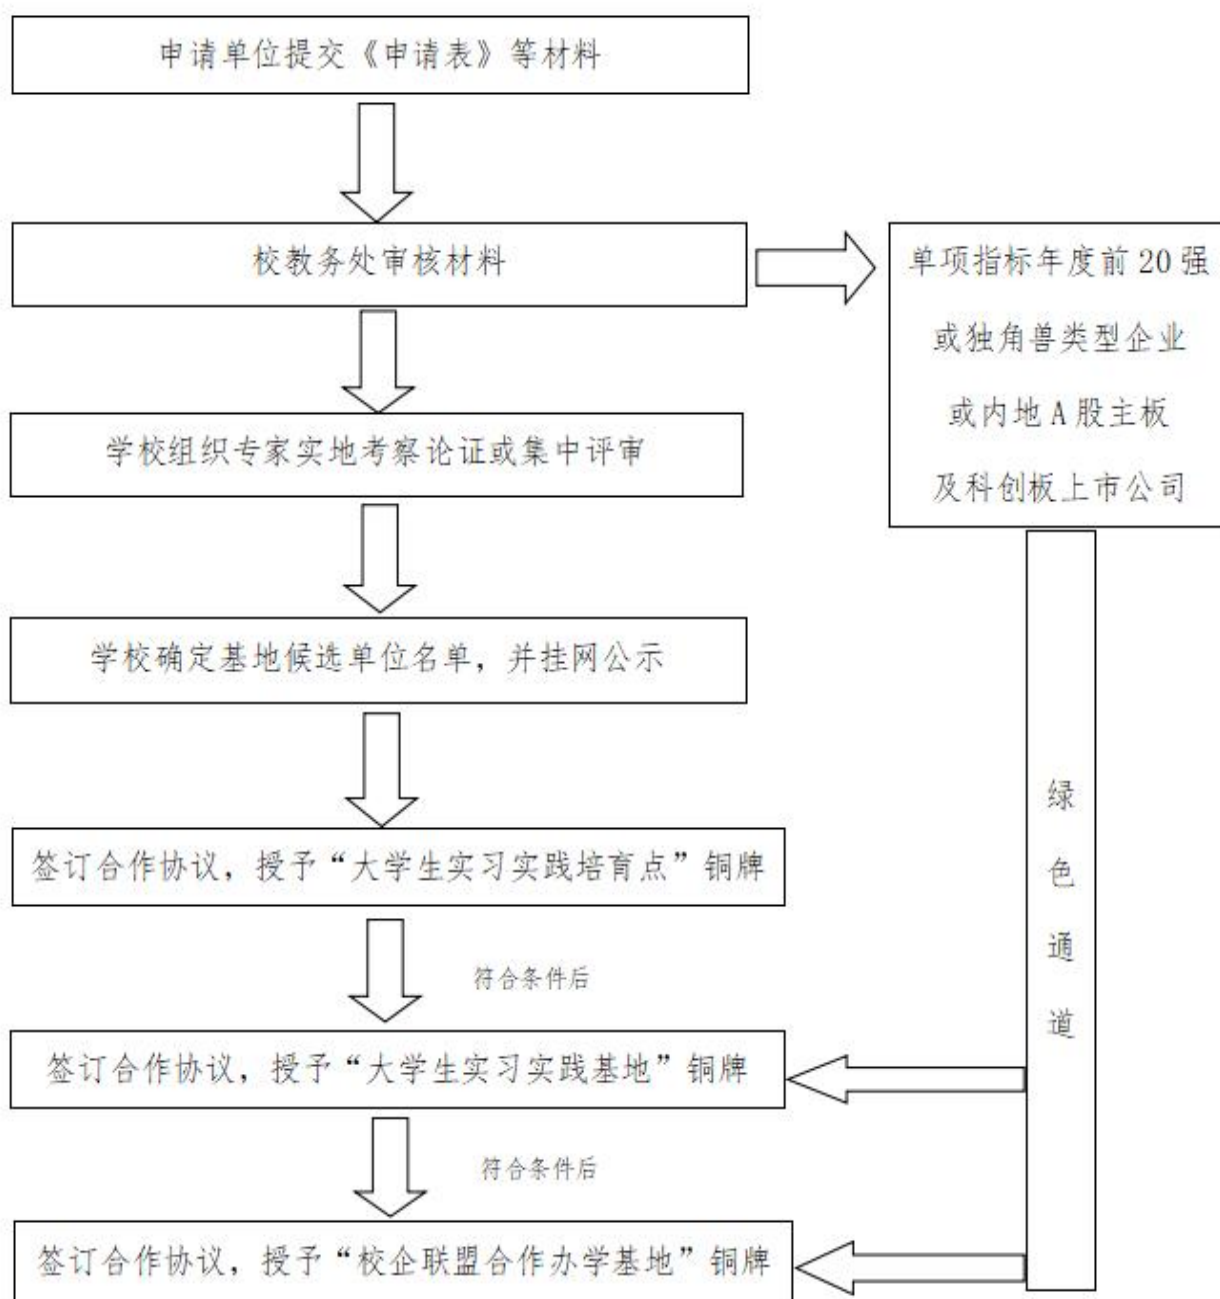 申请单位提交《申请表》等材料
校教务处审核材料
单项指标年度前 20 强
或独角兽类型企业
或内地 A 股主板
及科创板上市公司
学校组织专家实地考察论证或集中评审
学校确定基地候选单位名单，并挂网公示
绿
色
通
道
签订合作协议，授予“大学生实习实践培育点”铜牌
符合条件后
签订合作协议，授予“大学生实习实践基地”铜牌
符合条件后
签订合作协议，授予“校企联盟合作办学基地”铜牌